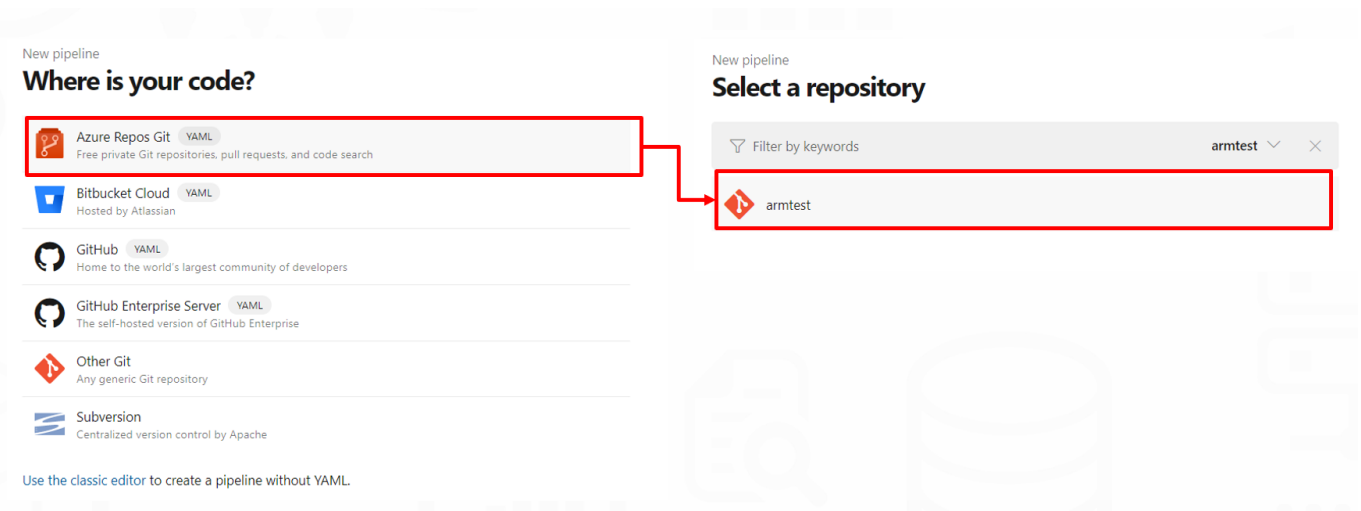 New pipeline
Where is your code?
Azure Repos Git YAML
Free private Git repositories, pull requests, and code search
Bitbucket Cloud YAML
Hosted by Atlassian
GitHub YAML
Home to the world's largest community of developers
GitHub Enterprise Server YAML
The self-hosted version of GitHub Enterprise
Other Git
Any generic Git repository
Subversion
Centralized version control by Apache
Use the classic editor to create a pipeline without YAML.
New pipeline
Select a repository
Filter by keywords armtest
armtest